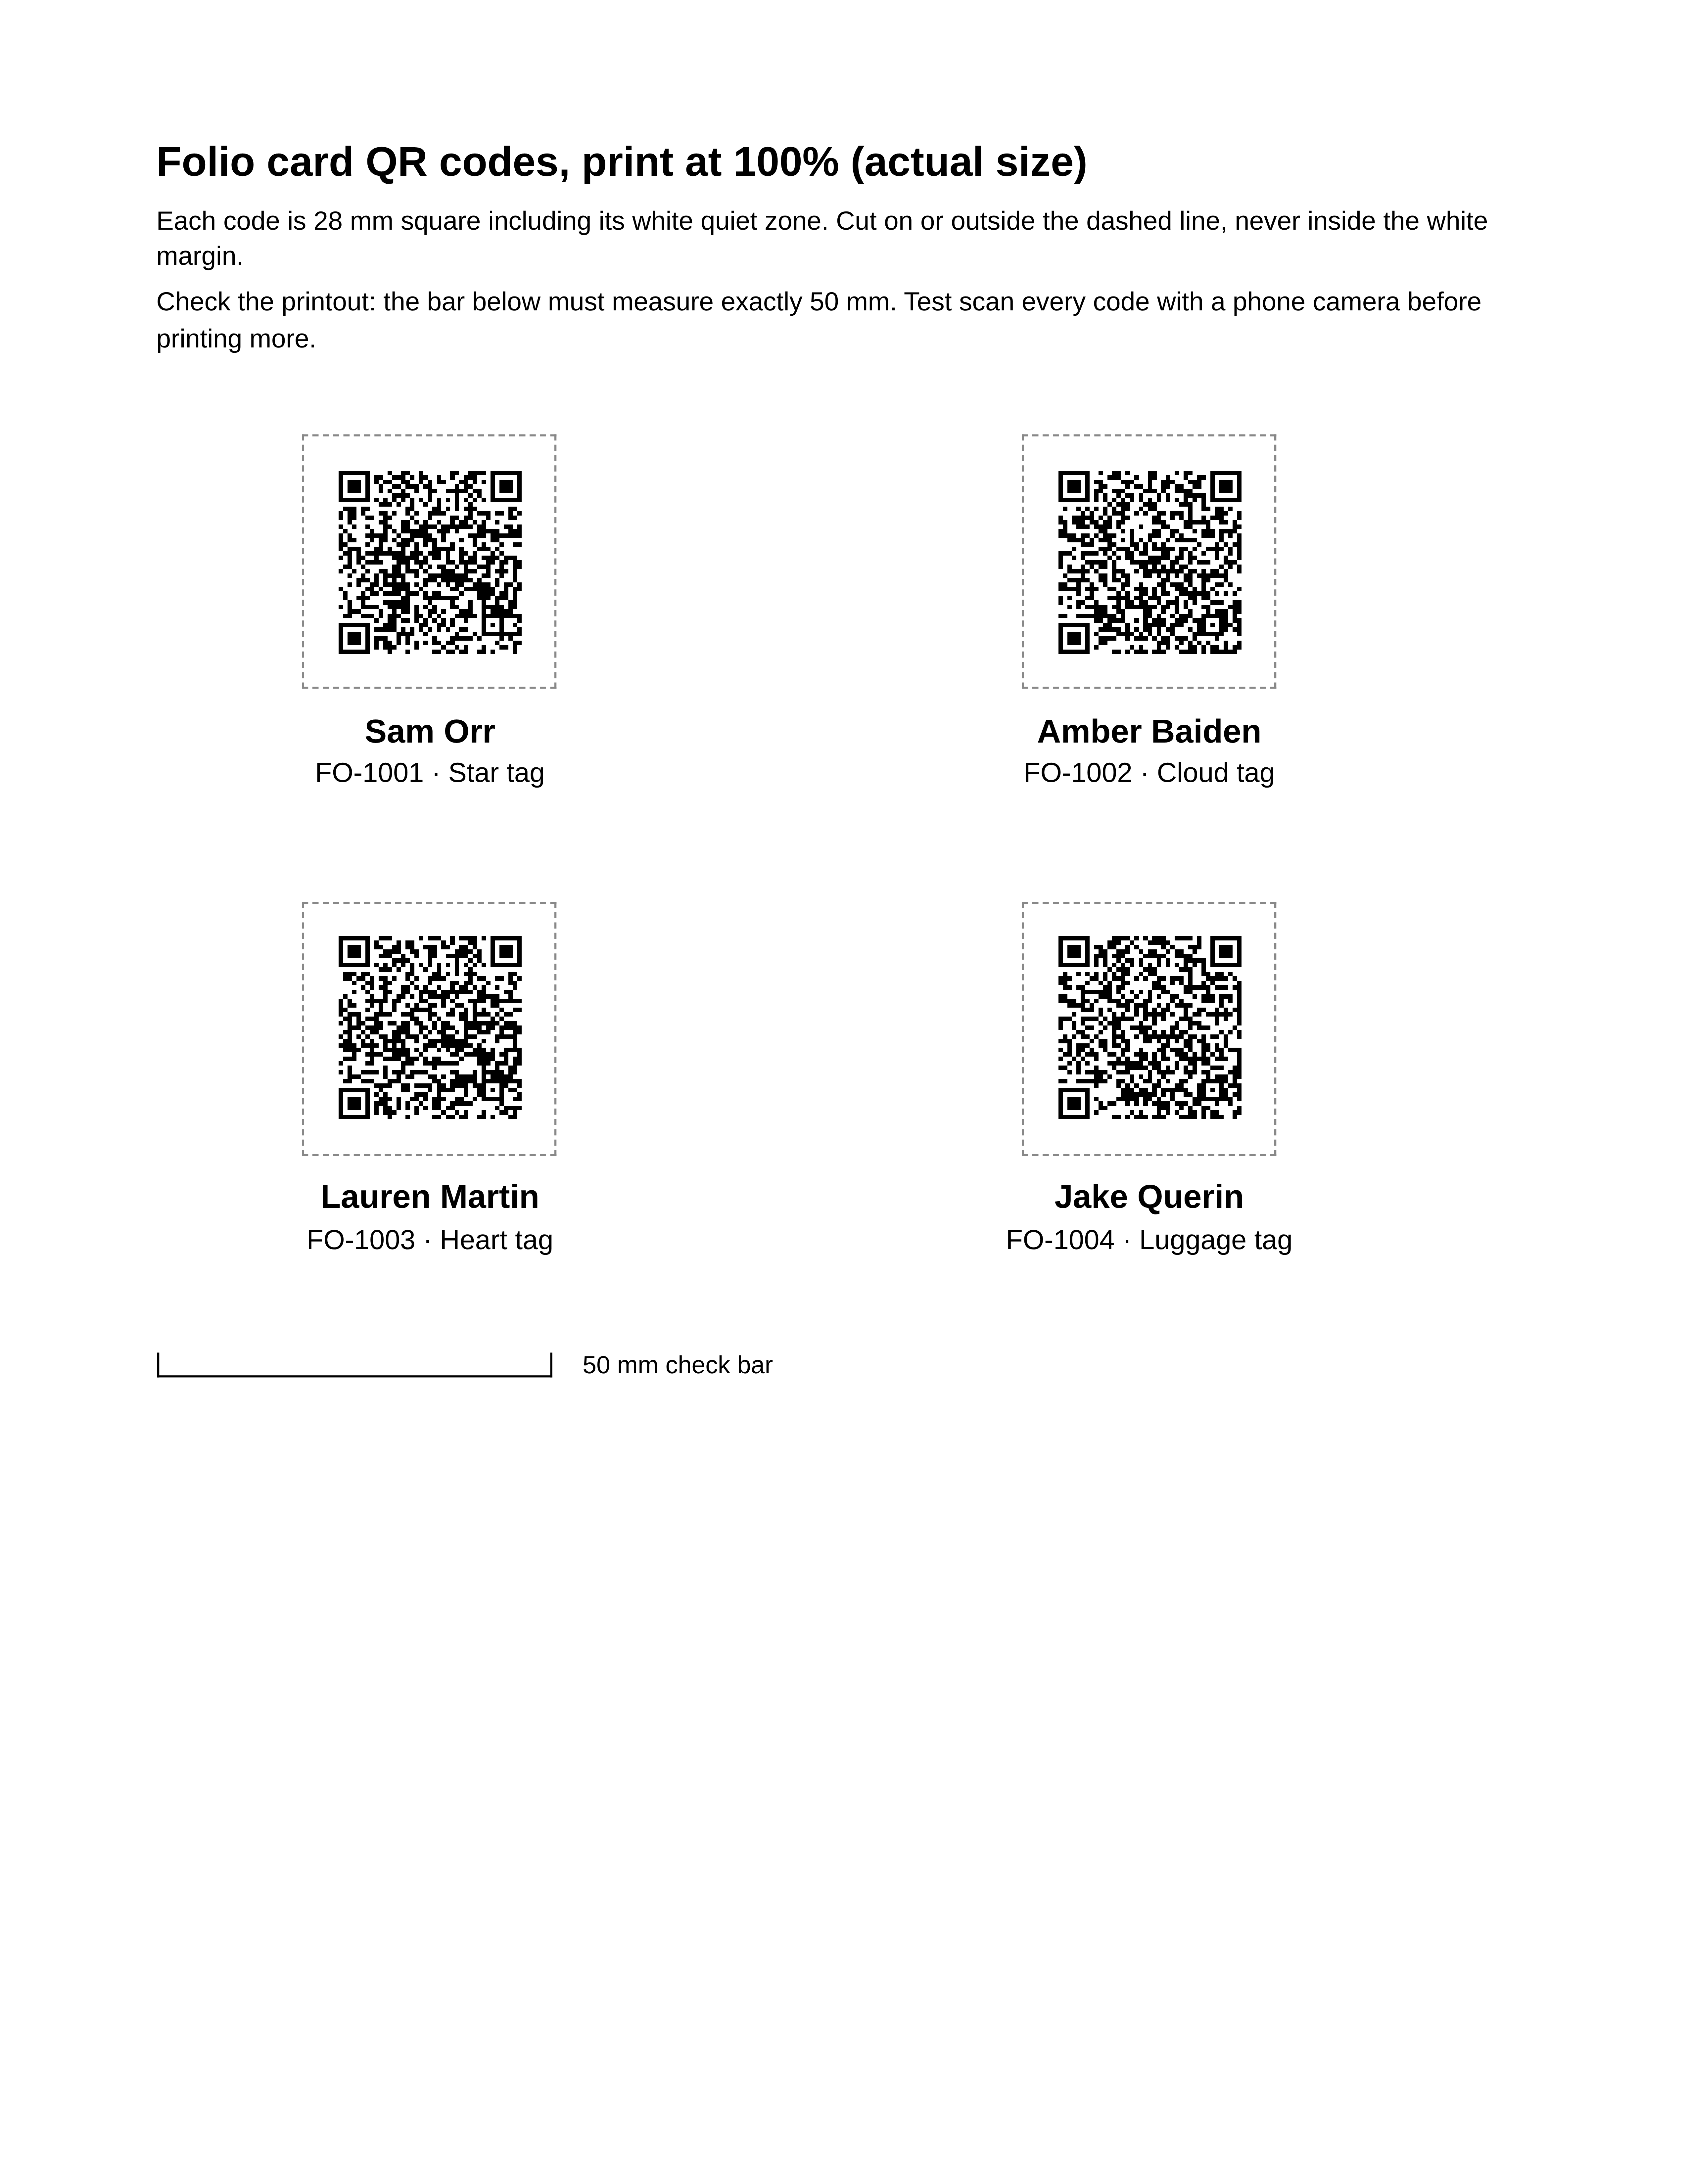 Folio card QR codes, print at 100% (actual size)
Each code is 28 mm square including its white quiet zone. Cut on or outside the dashed line, never inside the white
margin.
Check the printout: the bar below must measure exactly 50 mm. Test scan every code with a phone camera before
printing more.
Sam Orr
FO-1001 · Star tag
Amber Baiden
FO-1002 · Cloud tag
Lauren Martin
FO-1003 · Heart tag
Jake Querin
FO-1004 · Luggage tag
50 mm check bar